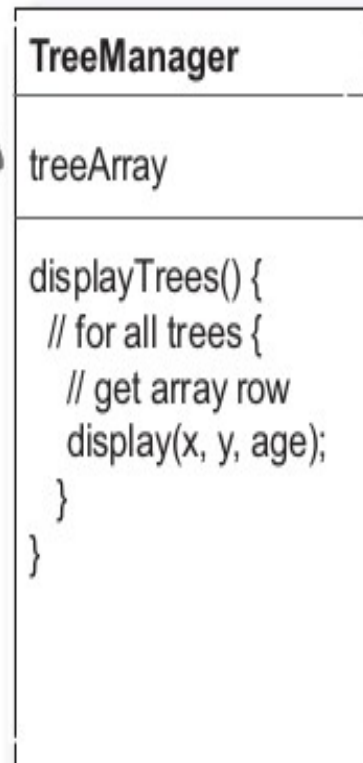 TreeManager
treeArray
displayTrees() {
// for all trees {
// get array row
display(x, y, age);
}
}